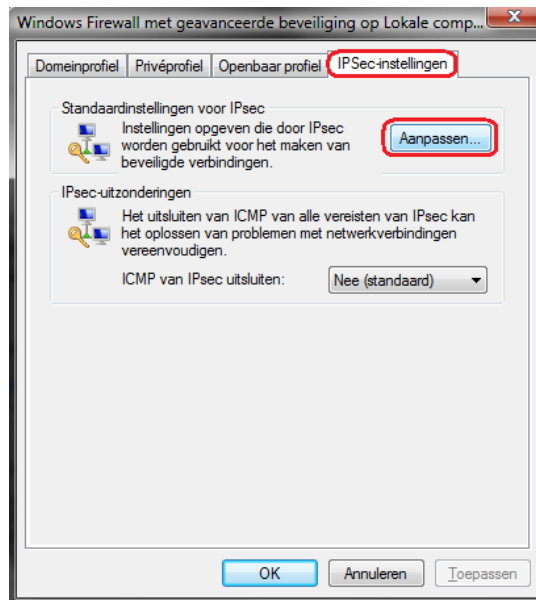 Windows Firewall met geavanceerde beveiliging op Lokale comp...
Domeinprofiel
Privéprofiel
Openbaar profiel
IPSec-instellingen
Standaardinstellingen voor IPsec
Instellingen opgeven die door IPsec
worden gebruikt voor het maken van
beveiligde verbindingen.
Aanpassen...
IPsec-uitzonderingen
Het uitsluiten van ICMP van alle vereisten van IPsec kan
het oplossen van problemen met netwerkverbindingen
vereenvoudigen.
ICMP van IPsec uitsluiten:
Nee (standaard)
OK
Annuleren
Toepassen